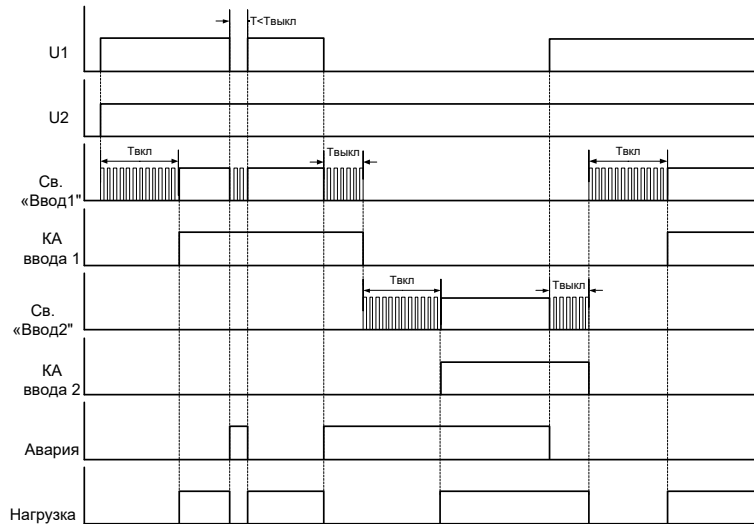 T<Tвыкл
U1
U2
Твкл
Твыкл
Твкл
Св.
«Ввод1"
КА
ввода 1
Твкл
Твыкл
Св.
«Ввод2"
КА
ввода 2
Авария
Нагрузка